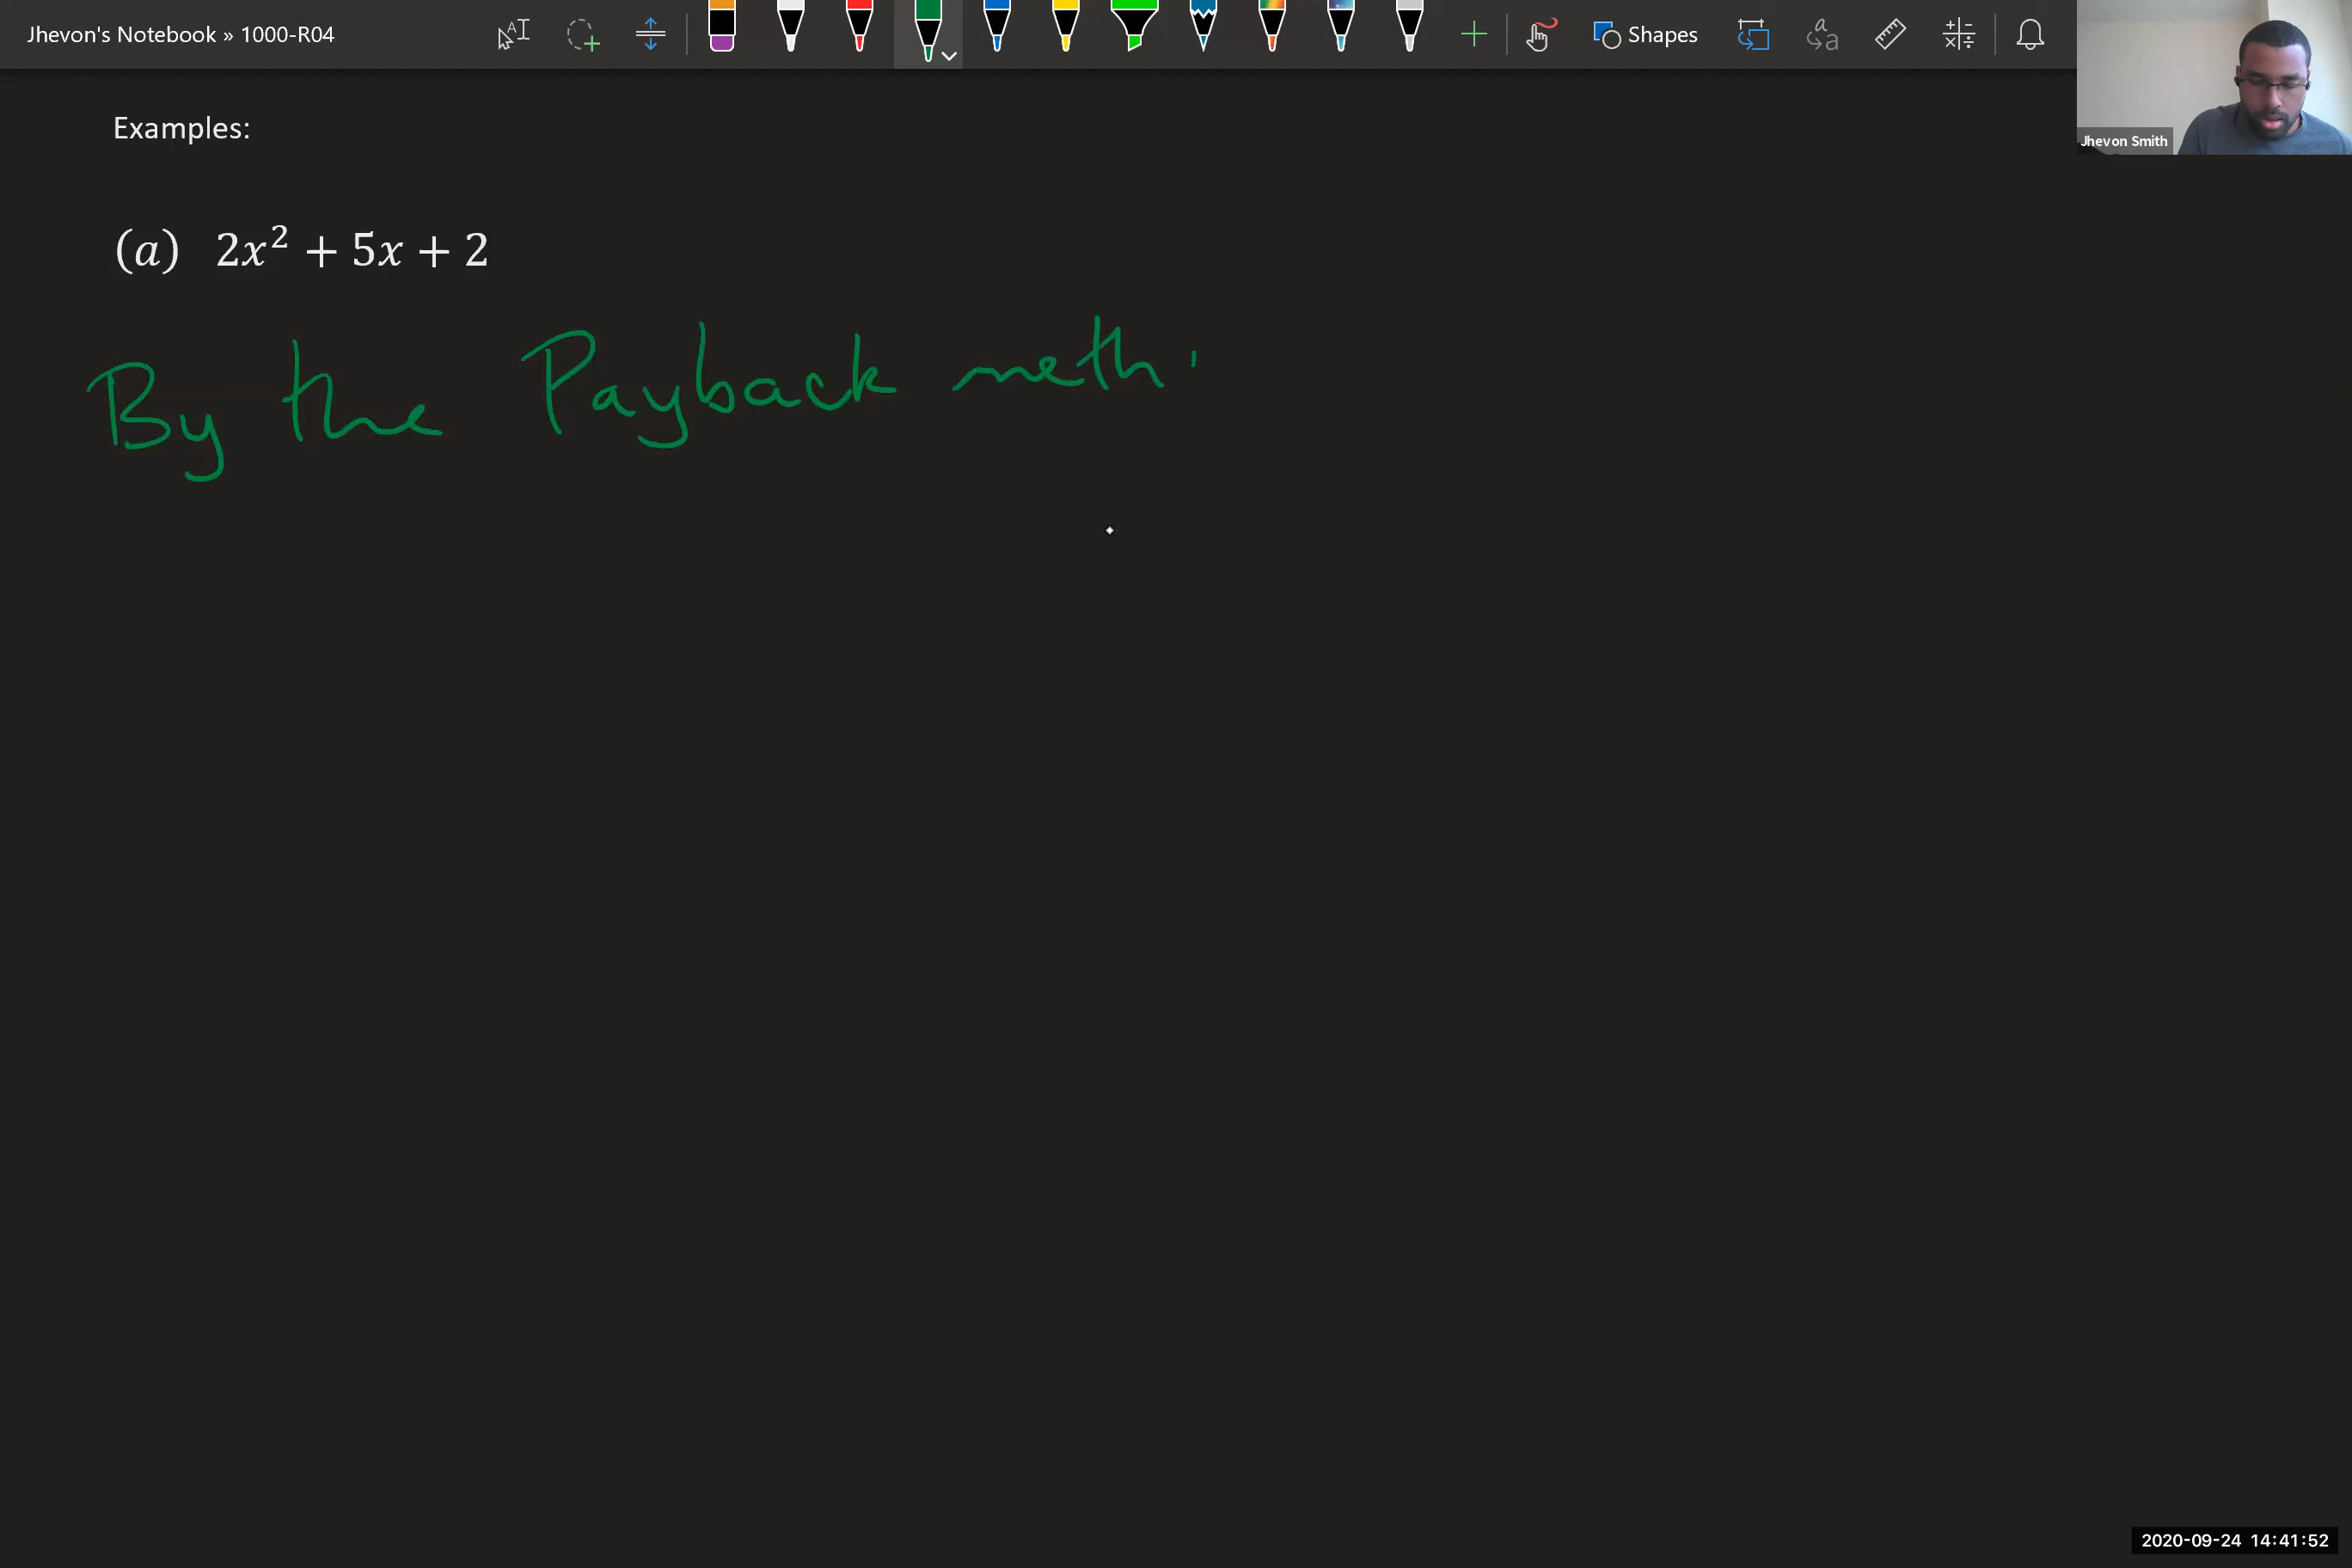 Jhevon's Notebook » 1000-R04
Shapes
Jhevon Smith
Examples:
(a) 2x² + 5x + 2
By the Payback meth
2020-09-24 14:41:52